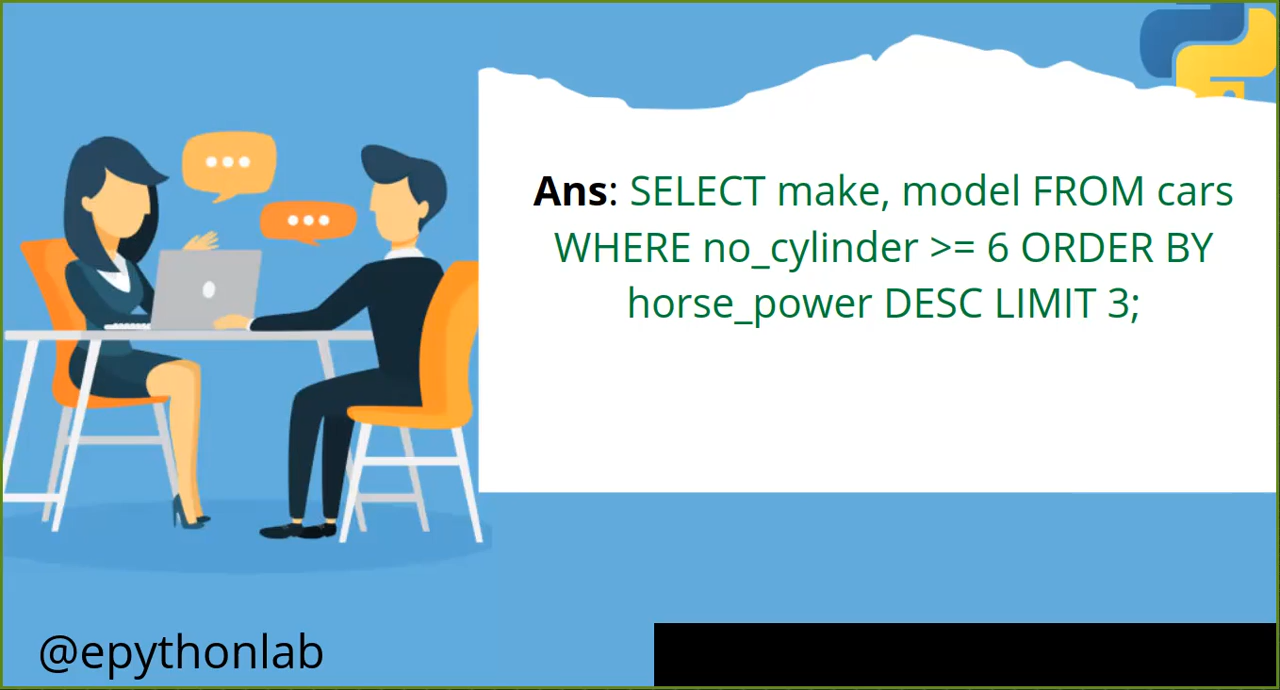 Ans: SELECT make, model FROM cars
WHERE no_cylinder >= 6 ORDER BY
horse_power DESC LIMIT 3;
@epythonlab